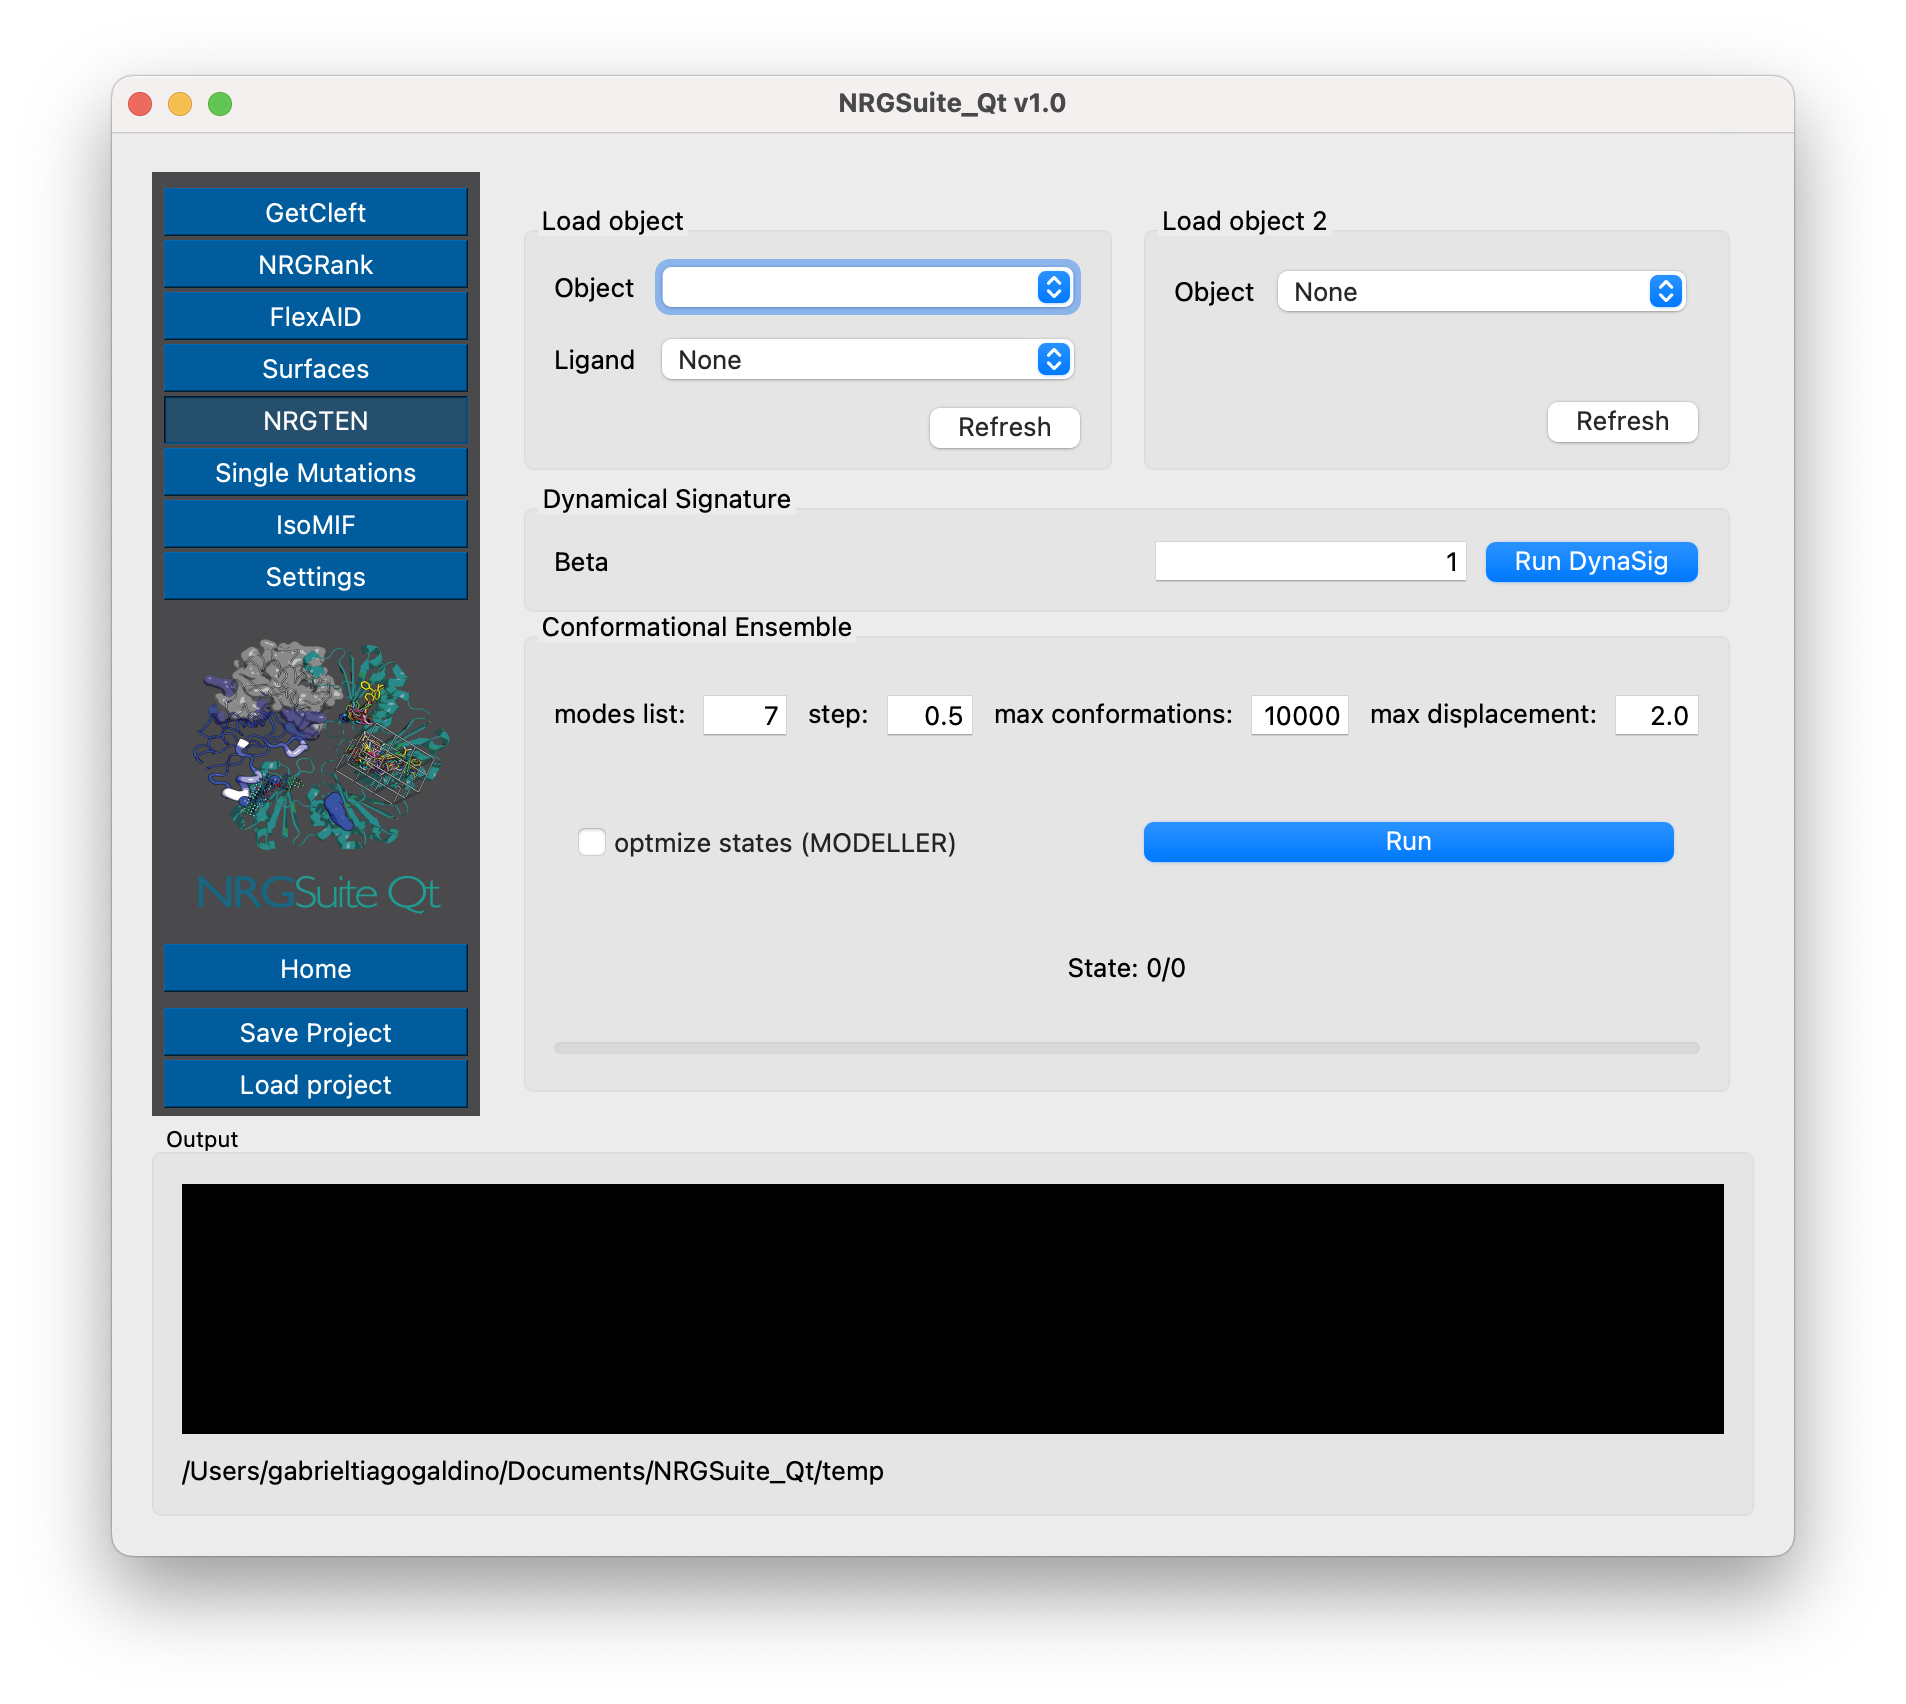 NRGSuite_Qt v1.0
GetCleft
NRGRank
FlexAID
Surfaces
NRGTEN
Single Mutations
IsoMIF
Settings
NRGSuite Qt
Home
Save Project
Load project
Load object
Object
Ligand None
Refresh
Load object 2
Object None
Refresh
Dynamical Signature
Beta 1 Run DynaSig
Conformational Ensemble
modes list: 7 step: 0.5 max conformations: 10000 max displacement: 2.0
optmize states (MODELLER) Run
State: 0/0
Output
/Users/gabrieltiagogaldino/Documents/NRGSuite_Qt/temp